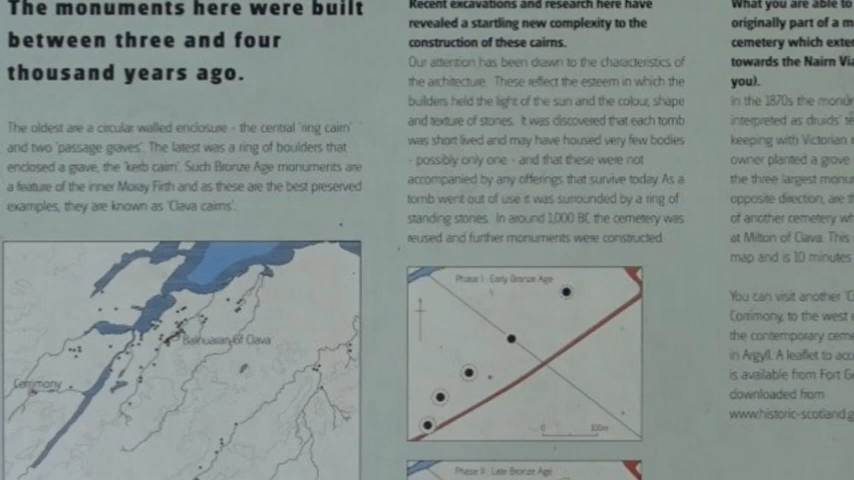 The monuments here were built
between three and four
thousand years ago.
The oldest are a circular walled enclosure - the central 'ring cairn'
and two 'passage graves'. The latest was a ring of boulders that
enclosed a grave, the 'kerb cairn'. Such Bronze Age monuments are
a feature of the inner Moray Firth and as these are the best preserved
examples, they are known as 'Clava cairns'.
Balnuaran of Clava
Corrimony
Recent excavations and research here have
revealed a startling new complexity to the
construction of these cairns.
Our attention has been drawn to the characteristics of
the architecture. These reflect the esteem in which the
builders held the light of the sun and the colour, shape
and texture of stones. It was discovered that each tomb
was short lived and may have housed very few bodies
- possibly only one - and that these were not
accompanied by any offerings that survive today. As a
tomb went out of use it was surrounded by a ring of
standing stones. In around 1,000 BC the cemetery was
reused and further monuments were constructed.
Phase I - Early Bronze Age
0 100m
Phase II - Late Bronze Age
What you are able to
originally part of a m
cemetery which exter
towards the Nairn Via
you).
In the 1870s the monu
interpreted as druids' te
keeping with Victorian
owner planted a grove
the three largest monu
opposite direction, are t
of another cemetery wh
at Milton of Clava. This
map and is 10 minutes
You can visit another 'C
Corrimony, to the west
the contemporary ceme
in Argyll. A leaflet to acc
is available from Fort Ge
downloaded from
www.historic-scotland.g